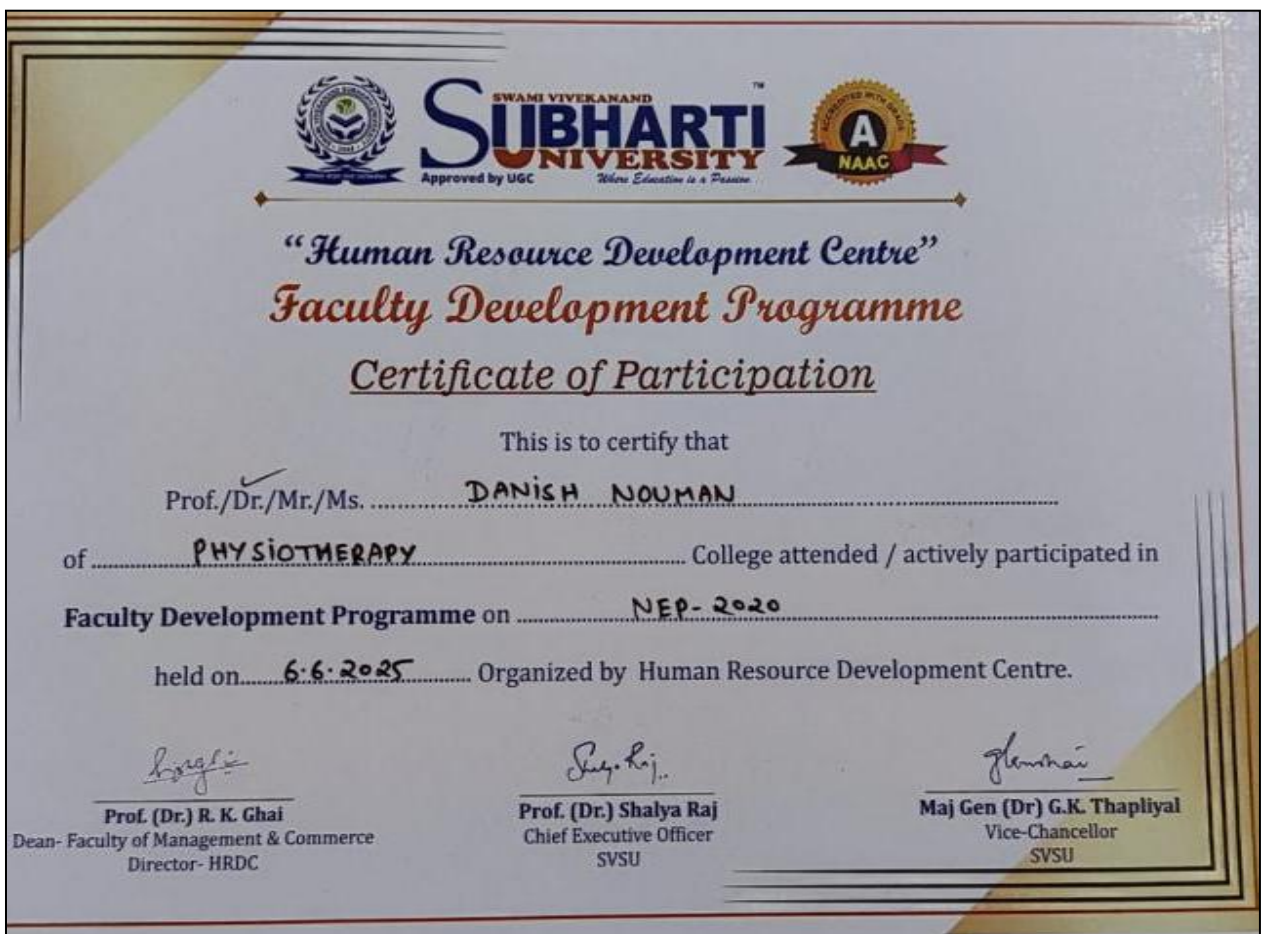 SWAMI VIVEKANAND
SUBHARTI ™
UNIVERSITY
Approved by UGC Where Education is a Passion...
ACCREDITED WITH GRADE
A
NAAC
“Human Resource Development Centre”
Faculty Development Programme
Certificate of Participation
This is to certify that
Prof./Dr./Mr./Ms. DANISH NOUMAN
of PHYSIOTHERAPY College attended / actively participated in
Faculty Development Programme on NEP-2020
held on 6.6.2025 Organized by Human Resource Development Centre.
Prof. (Dr.) R. K. Ghai Prof. (Dr.) Shalya Raj Maj Gen (Dr) G.K. Thapliyal
Dean- Faculty of Management & Commerce Chief Executive Officer Vice-Chancellor
Director- HRDC SVSU SVSU